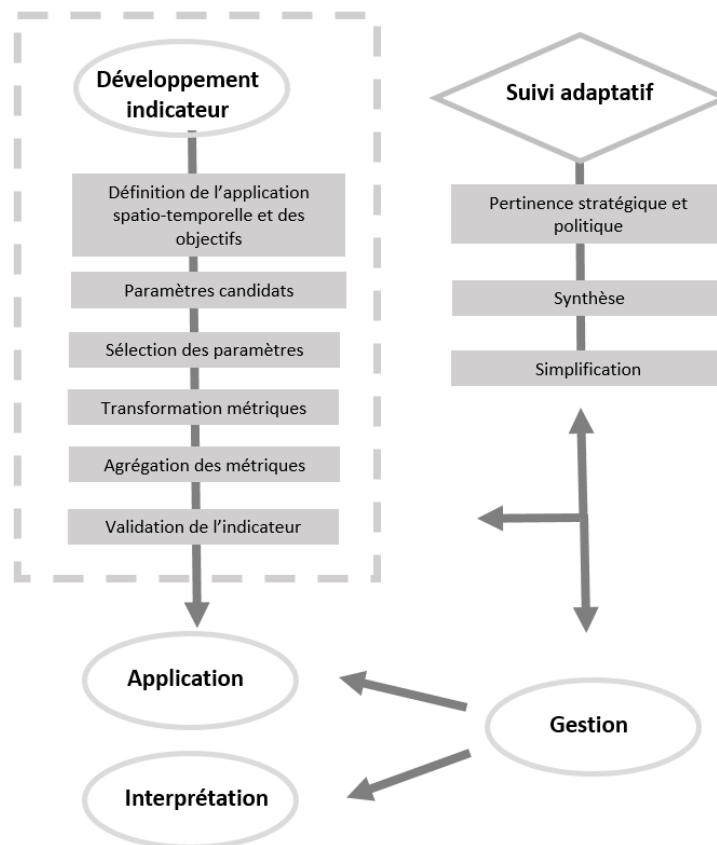 Développement
indicateur
Définition de l’application
spatio-temporelle et des
objectifs
Paramètres candidats
Sélection des paramètres
Transformation métriques
Agrégation des métriques
Validation de l’indicateur
Suivi adaptatif
Pertinence stratégique et
politique
Synthèse
Simplification
Application
Gestion
Interprétation